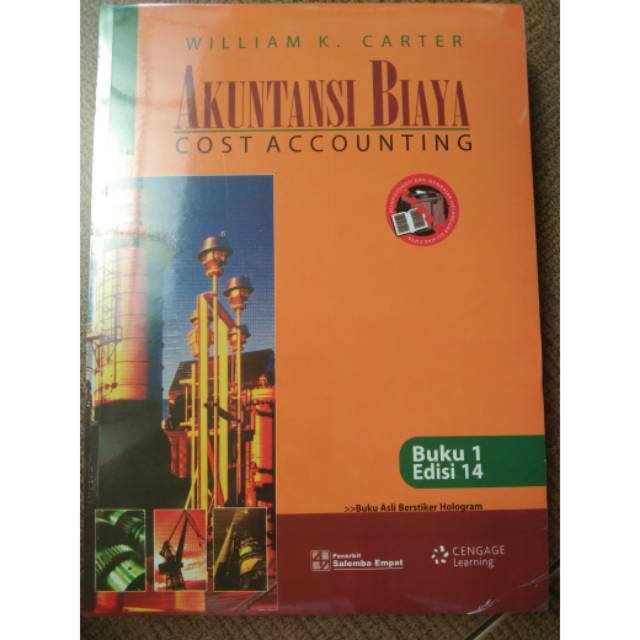 WILLIAM K. CARTER
AKUNTANSI BIAYA
COST ACCOUNTING
Buku 1
Edisi 14
>>Buku Asli Berstiker Hologram
Penerbit
Salemba Empat
CENGAGE
Learning